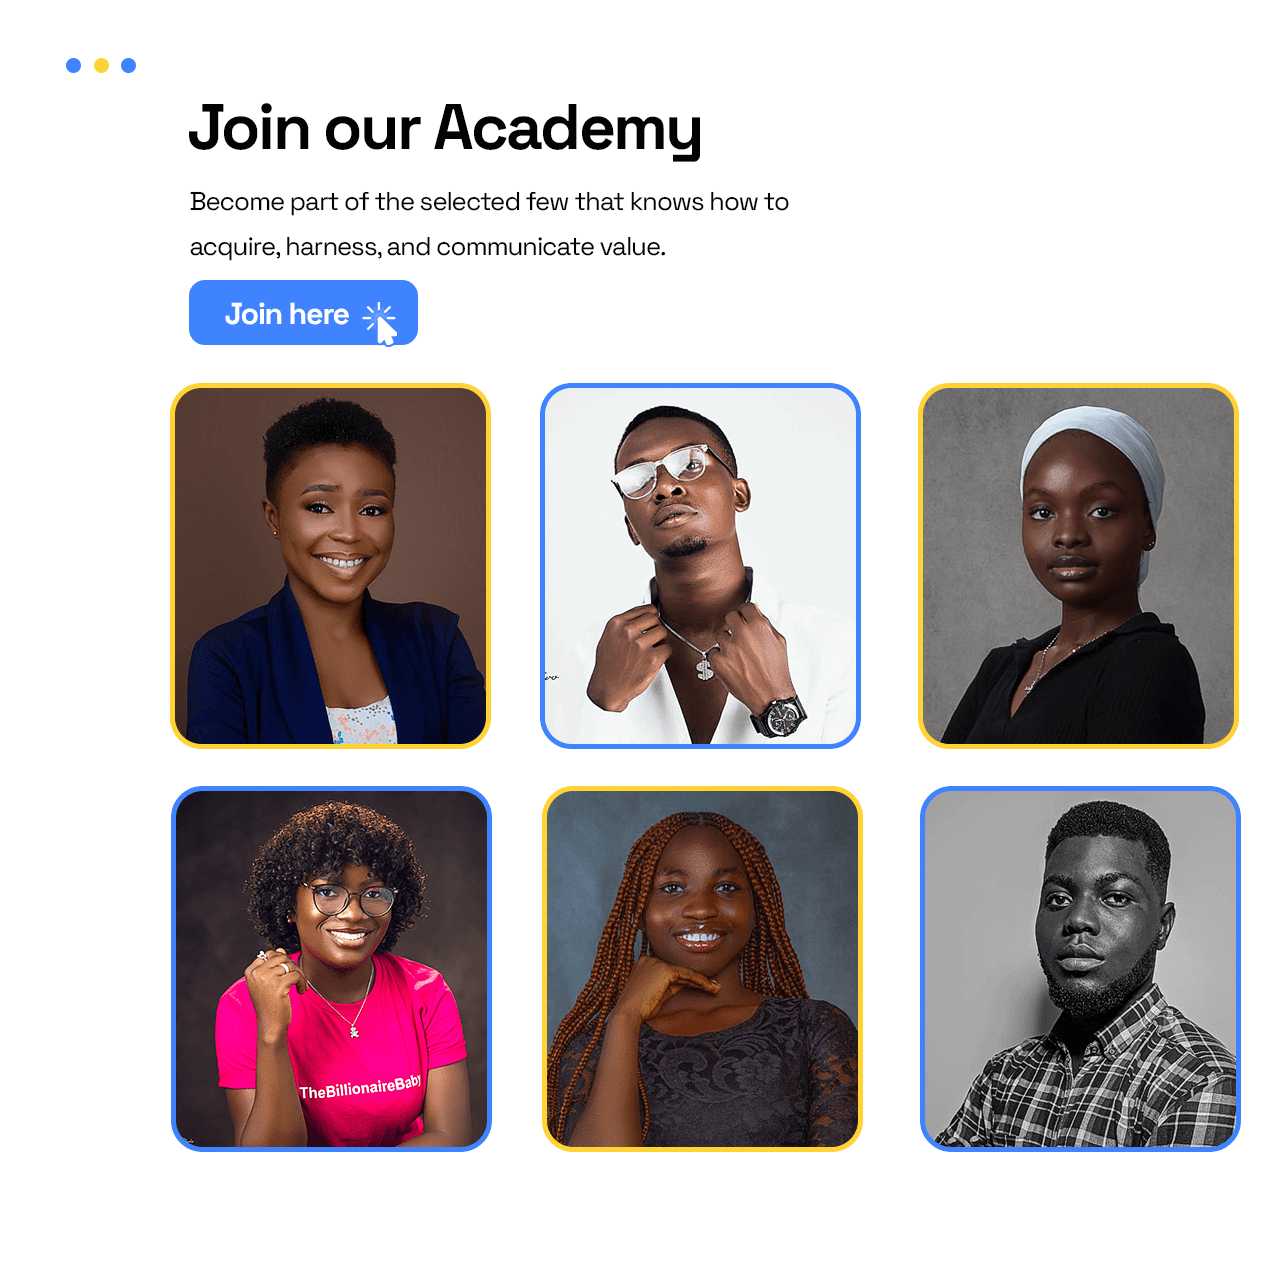 Join our Academy
Become part of the selected few that knows how to
acquire, harness, and communicate value.
Join here
TheBillionaireBaby